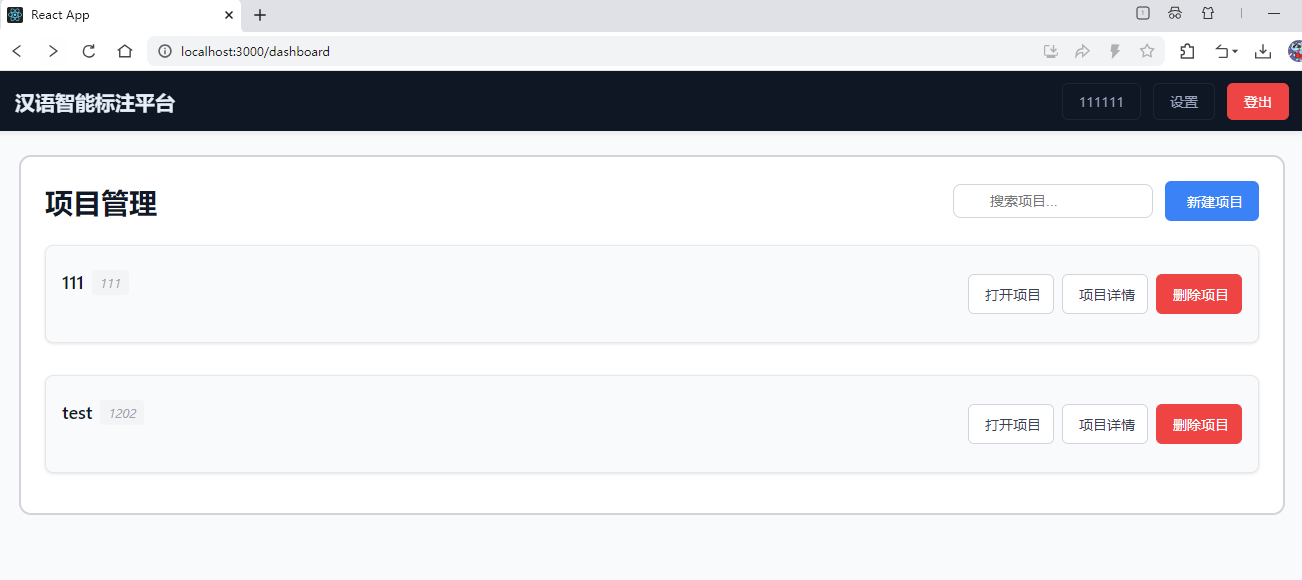 React App
localhost:3000/dashboard
汉语智能标注平台
111111
设置
登出
项目管理
搜索项目...
新建项目
111 111
打开项目
项目详情
删除项目
test 1202
打开项目
项目详情
删除项目